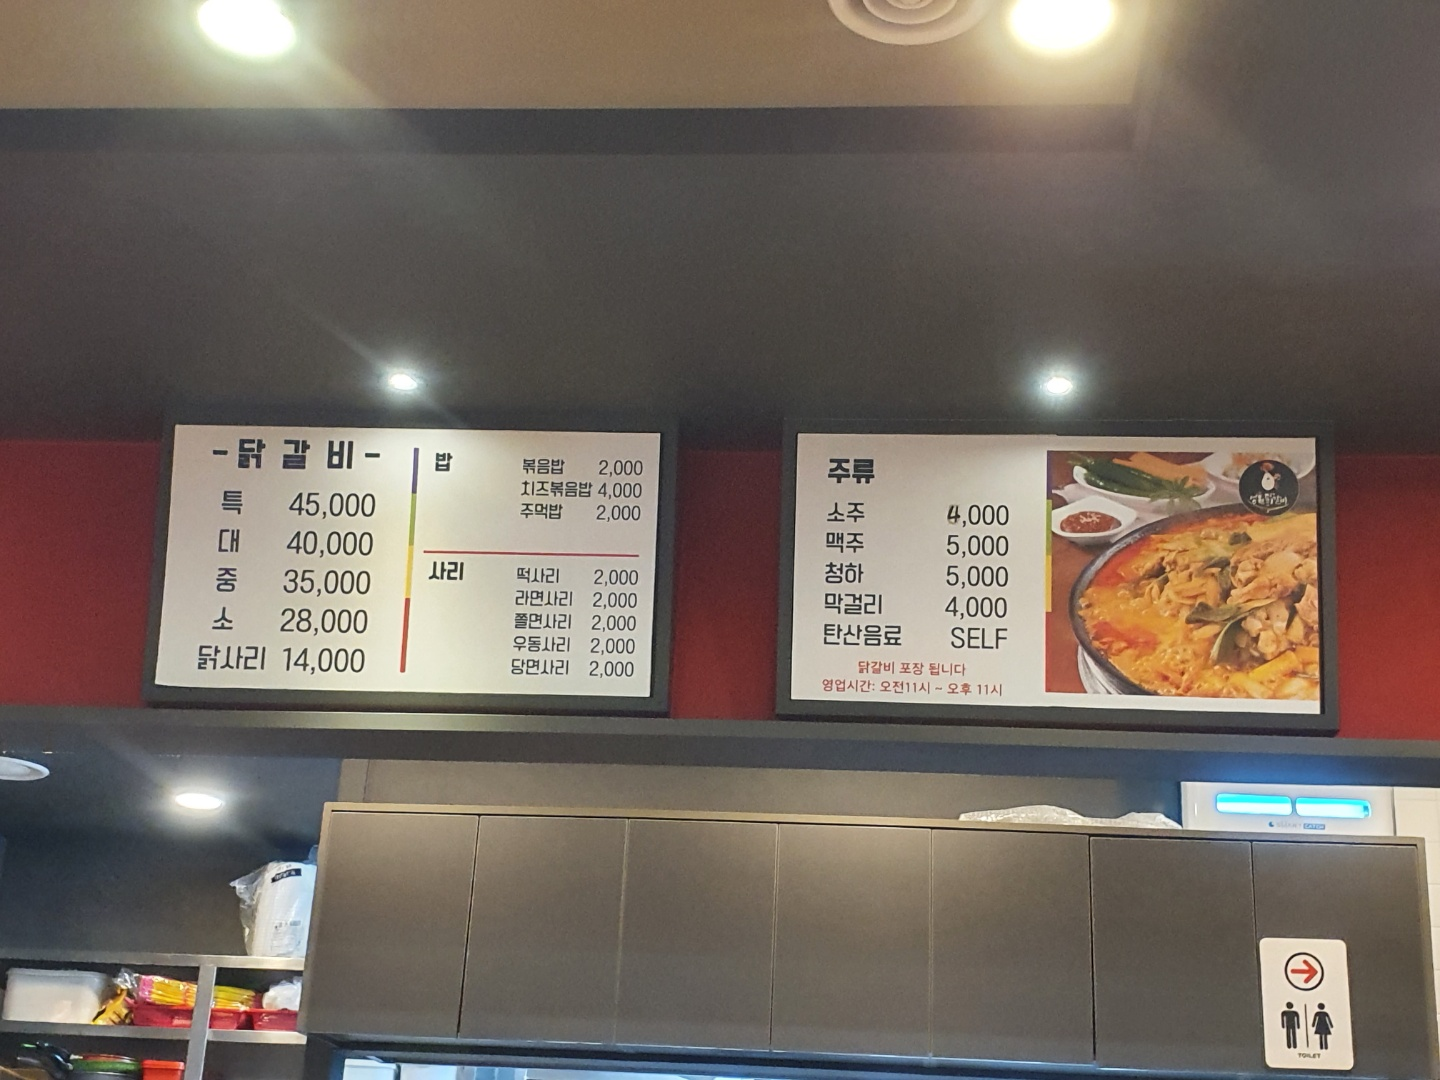 -닭 갈 비-
특 45,000
대 40,000
중 35,000
소 28,000
닭사리 14,000
밥
볶음밥 2,000
치즈볶음밥 4,000
주먹밥 2,000
사리
떡사리 2,000
라면사리 2,000
쫄면사리 2,000
우동사리 2,000
당면사리 2,000
주류
소주 4,000
맥주 5,000
청하 5,000
막걸리 4,000
탄산음료 SELF
닭갈비 포장 됩니다
영업시간: 오전11시 ~ 오후 11시
TOILET